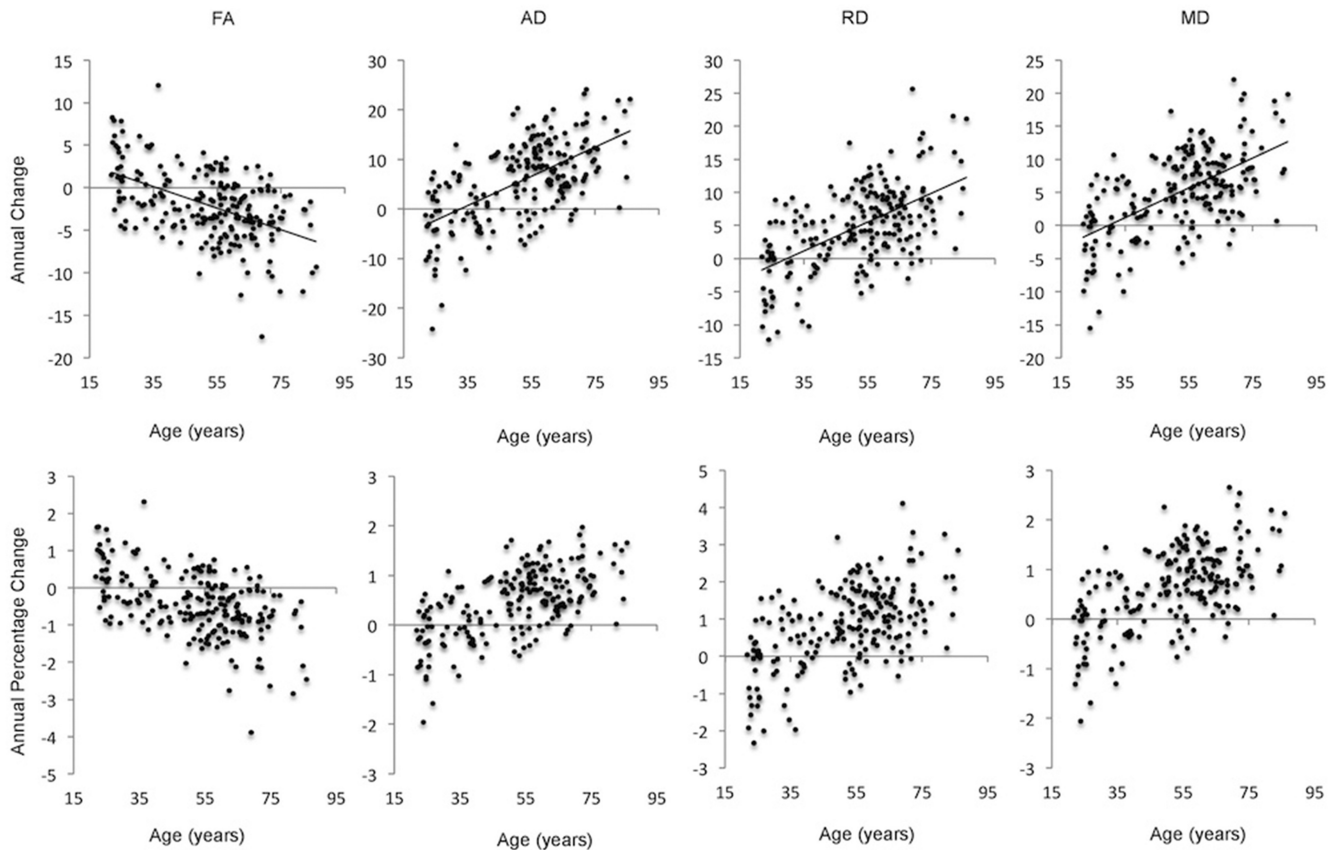 FA AD RD MD
15 30 30 25
10 20 25 20
5 10 20 15
0 0 15 10
-5 -10 10 5
-10 -20 5 0
-15 -30 0 -5
-20 -5 -10
-10 -15
-15 -20
15 35 55 75 95 15 35 55 75 95 15 35 55 75 95 15 35 55 75 95
Annual Change
Age (years) Age (years) Age (years) Age (years)
3 3 5 3
2 2 4 2
1 1 3 1
0 0 2 0
-1 -1 1 -1
-2 -2 0 -2
-3 -3 -1 -3
-4 -2
-5 -3
15 35 55 75 95 15 35 55 75 95 15 35 55 75 95 15 35 55 75 95
Annual Percentage Change
Age (years) Age (years) Age (years) Age (years)